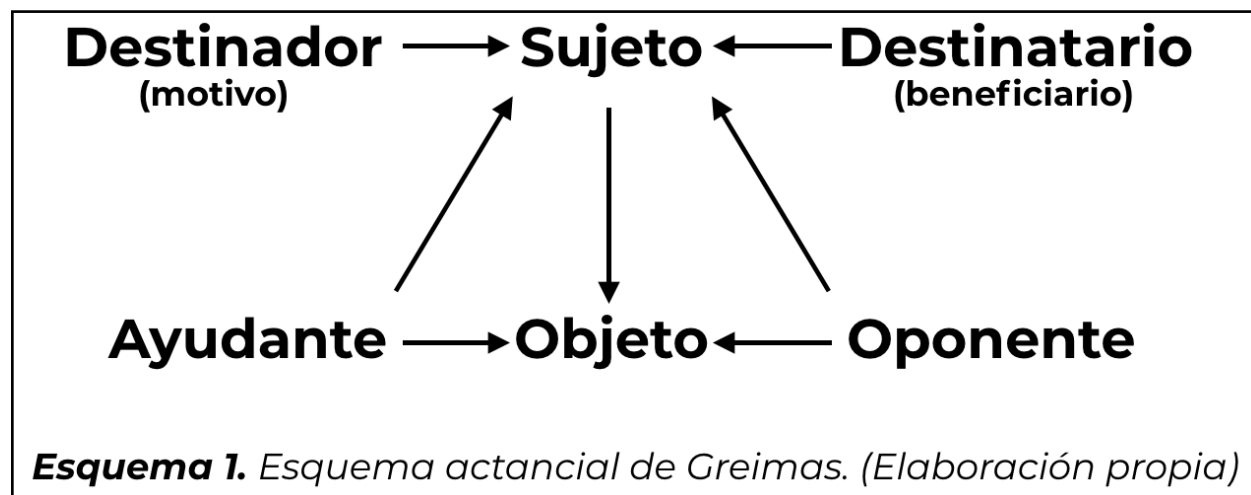 Destinador Sujeto Destinatario
(motivo) (beneficiario)
Ayudante Objeto Oponente
Esquema 1. Esquema actancial de Greimas. (Elaboración propia)